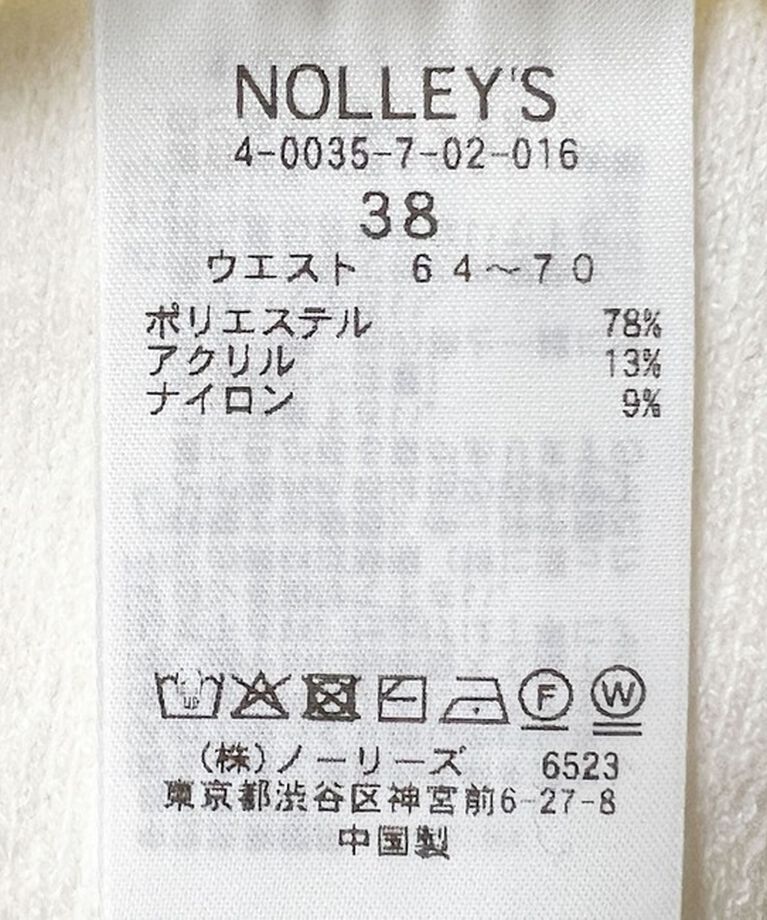 NOLLEY'S
4-0035-7-02-016
38
ウエスト 64～70
ポリエステル 78%
アクリル 13%
ナイロン 9%
F W
(株)ノーリーズ 6523
東京都渋谷区神宮前6-27-8
中国製